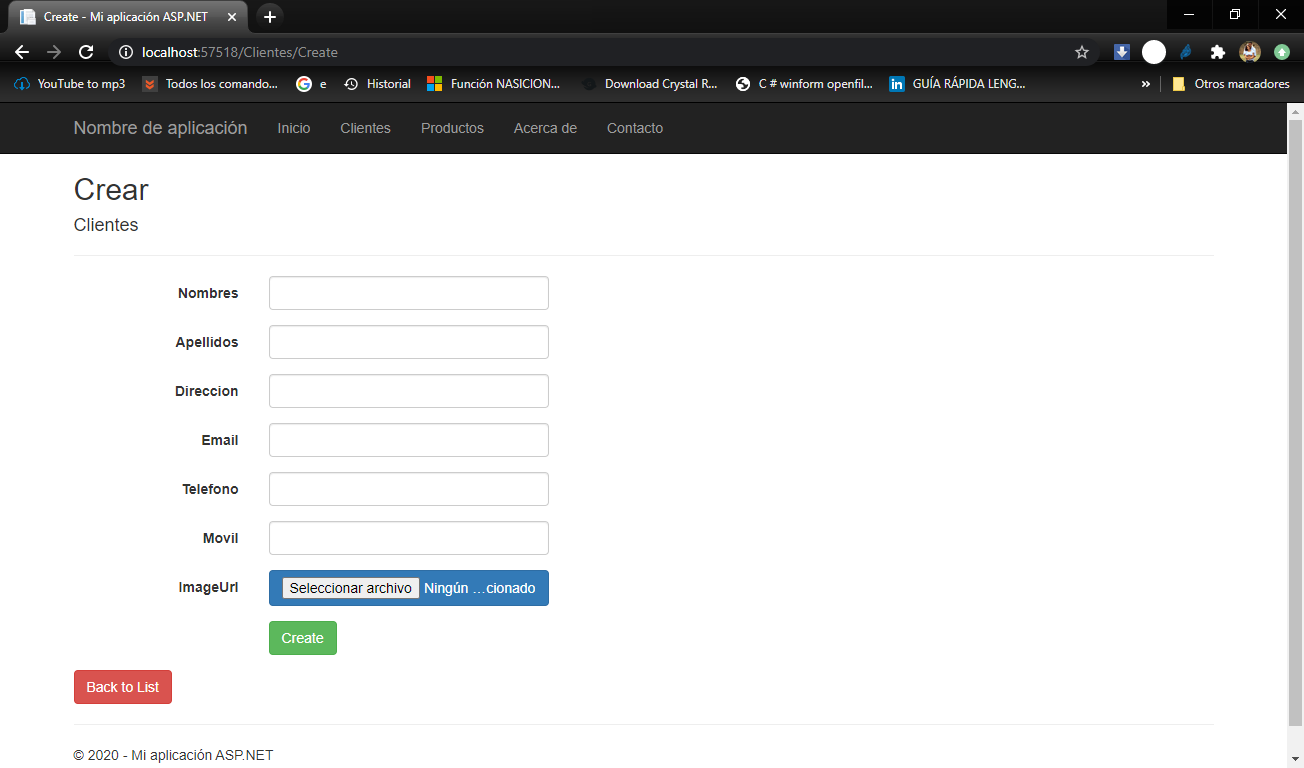 Create - Mi aplicación ASP.NET
localhost:57518/Clientes/Create
YouTube to mp3 Todos los comando... e Historial Función NASICION... Download Crystal R... C # winform openfil... GUÍA RÁPIDA LENG... » Otros marcadores
Nombre de aplicación Inicio Clientes Productos Acerca de Contacto
Crear
Clientes
Nombres
Apellidos
Direccion
Email
Telefono
Movil
ImageUrl Seleccionar archivo Ningún ...cionado
Create
Back to List
© 2020 - Mi aplicación ASP.NET